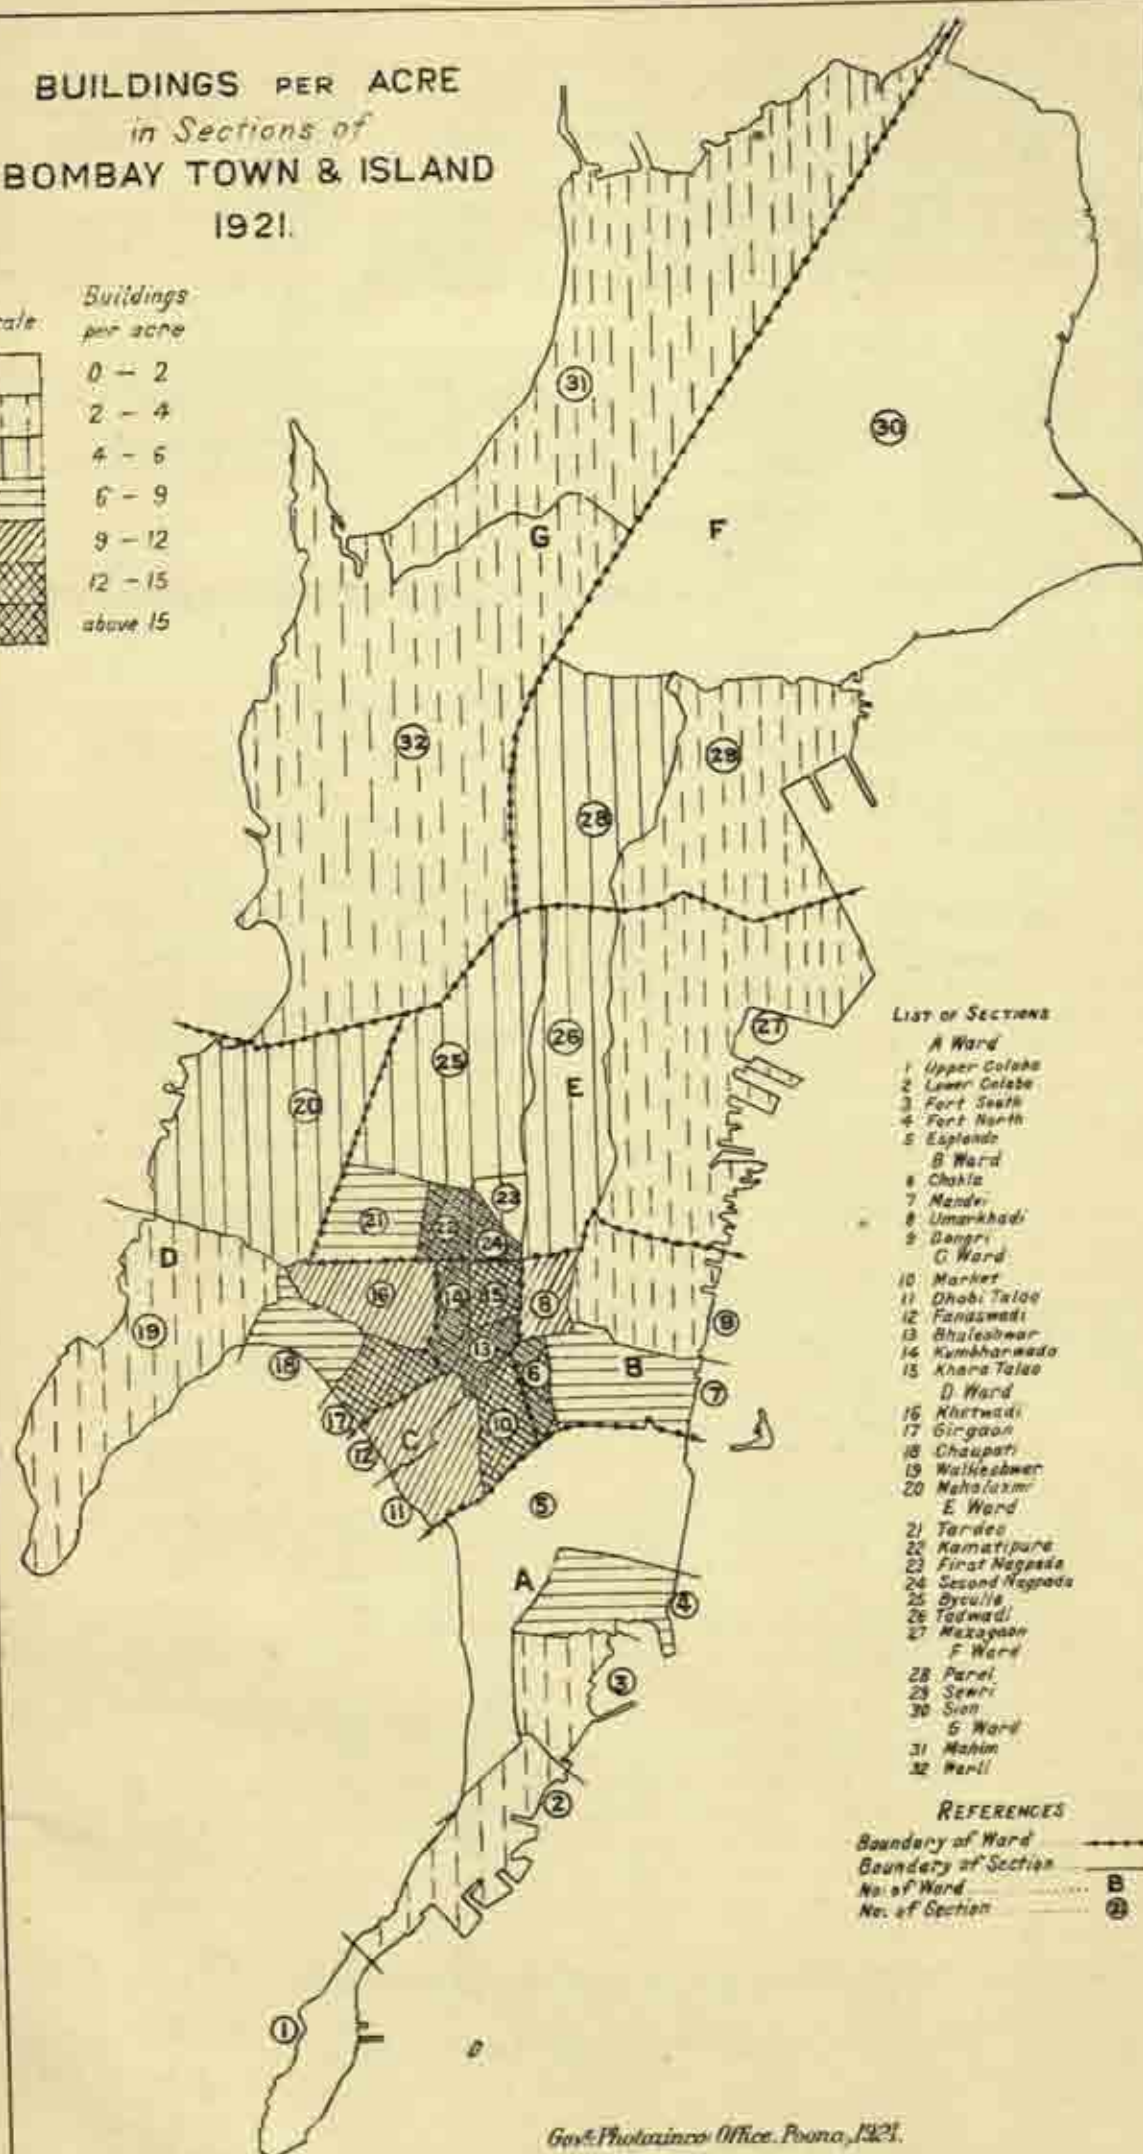 BUILDINGS PER ACRE
in Sections of
BOMBAY TOWN & ISLAND
1921.
Buildings
per acre
0 - 2
2 - 4
4 - 6
6 - 9
9 - 12
12 - 15
above 15
31
30
G
F
32
29
28
27
26
25
E
20
23
21
22
24
D
19
16
14
15
8
9
18
13
6
B
7
17
10
12
C
11
5
A
4
3
2
1
LIST OF SECTIONS
A Ward
1 Upper Colaba
2 Lower Colaba
3 Fort South
4 Fort North
5 Esplande
B Ward
6 Chakla
7 Mandvi
8 Umarkhadi
9 Dongri
C Ward
10 Market
11 Dhobi Talao
12 Fanaswadi
13 Bhuleshwar
14 Kumbharwada
15 Khara Talao
D Ward
16 Khetwadi
17 Girgaon
18 Chaupati
19 Walkeshwar
20 Mahalaxmi
E Ward
21 Tardeo
22 Kamatipura
23 First Nagpada
24 Second Nagpada
25 Byculla
26 Tadwadi
27 Mazagaon
F Ward
28 Parel
29 Sewri
30 Sion
G Ward
31 Mahim
32 Warli
REFERENCES
Boundary of Ward
Boundary of Section
No. of Ward B
No. of Section
Govt. Photozinco Office. Poona, 1921.